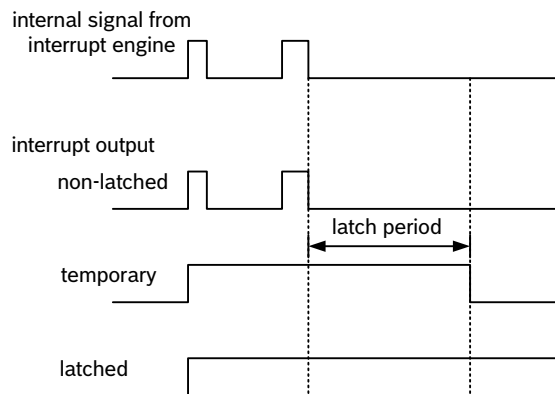 internal signal from
interrupt engine
interrupt output
non-latched
latch period
temporary
latched